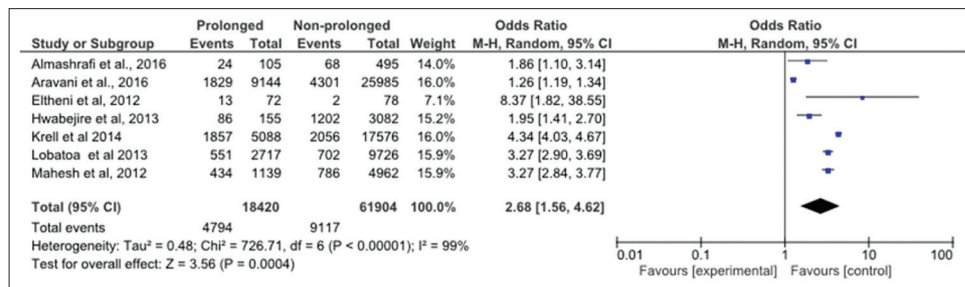 Prolonged Non-prolonged Odds Ratio Odds Ratio
Study or Subgroup Events Total Events Total Weight M-H, Random, 95% CI M-H, Random, 95% CI
Almashrafi et al., 2016 24 105 68 495 14.0% 1.86 [1.10, 3.14]
Aravani et al., 2016 1829 9144 4301 25985 16.0% 1.26 [1.19, 1.34]
Eltheni et al, 2012 13 72 2 78 7.1% 8.37 [1.82, 38.55]
Hwabejire et al, 2013 86 155 1202 3082 15.2% 1.95 [1.41, 2.70]
Krell et al 2014 1857 5088 2056 17576 16.0% 4.34 [4.03, 4.67]
Lobatoa et al 2013 551 2717 702 9726 15.9% 3.27 [2.90, 3.69]
Mahesh et al, 2012 434 1139 786 4962 15.9% 3.27 [2.84, 3.77]
Total (95% CI) 18420 61904 100.0% 2.68 [1.56, 4.62]
Total events 4794 9117
Heterogeneity: Tau² = 0.48; Chi² = 726.71, df = 6 (P < 0.00001); I² = 99%
Test for overall effect: Z = 3.56 (P = 0.0004)
0.01 0.1 1 10 100
Favours [experimental] Favours [control]